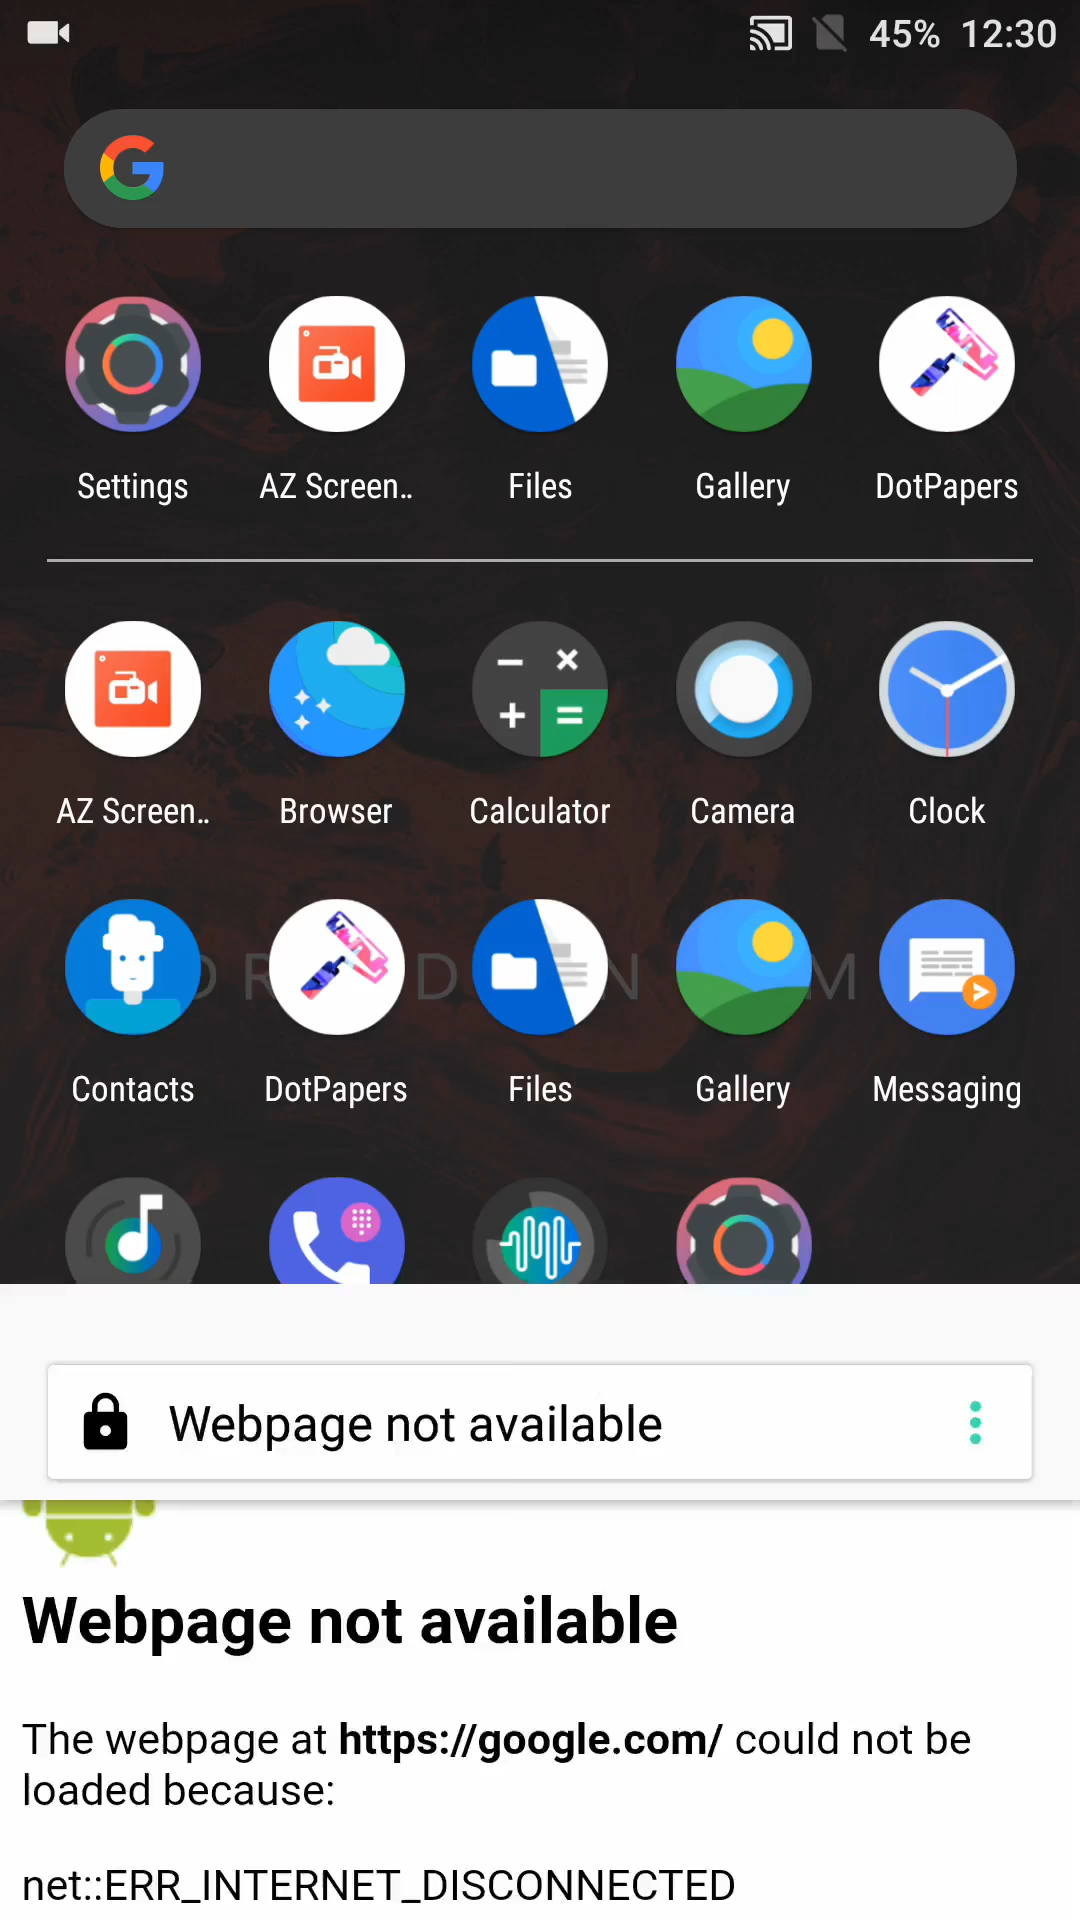 45% 12:30
Settings AZ Screen.. Files Gallery DotPapers
AZ Screen.. Browser Calculator Camera Clock
Contacts DotPapers Files Gallery Messaging
Webpage not available
Webpage not available
The webpage at https://google.com/ could not be
loaded because:
net::ERR_INTERNET_DISCONNECTED